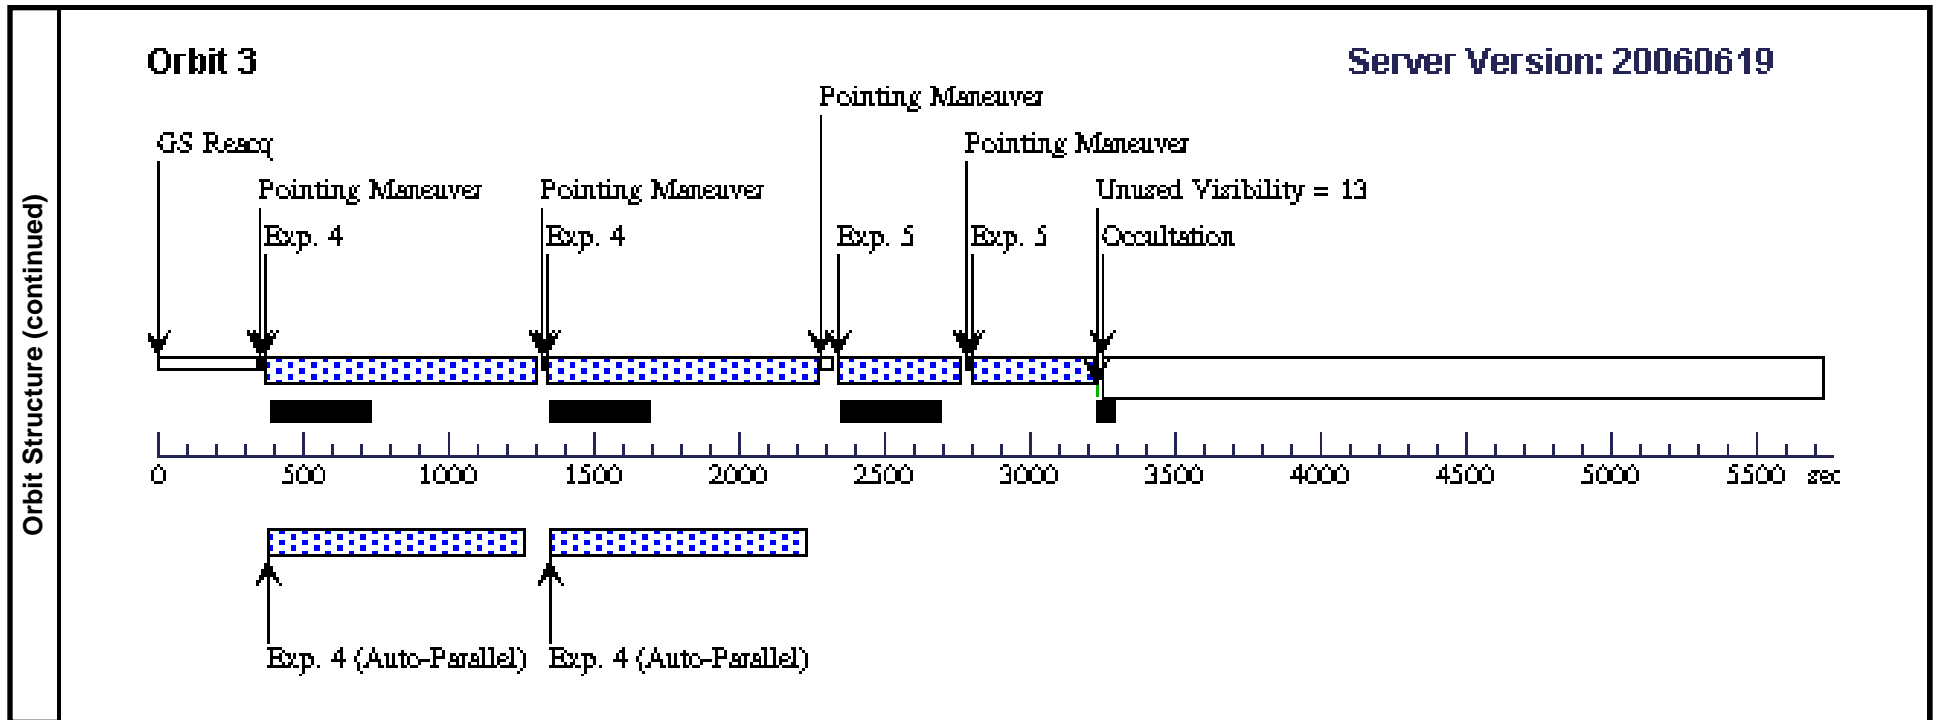 Orbit Structure (continued)
Orbit 3
Server Version: 20060619
Pointing Maneuver
GS Reacq
Pointing Maneuver
Pointing Maneuver
Pointing Maneuver
Unused Visibility = 13
Exp. 4
Exp. 4
Exp. 5
Exp. 5
Occultation
0 500 1000 1500 2000 2500 3000 3500 4000 4500 5000 5500 sec
Exp. 4 (Auto-Parallel)
Exp. 4 (Auto-Parallel)